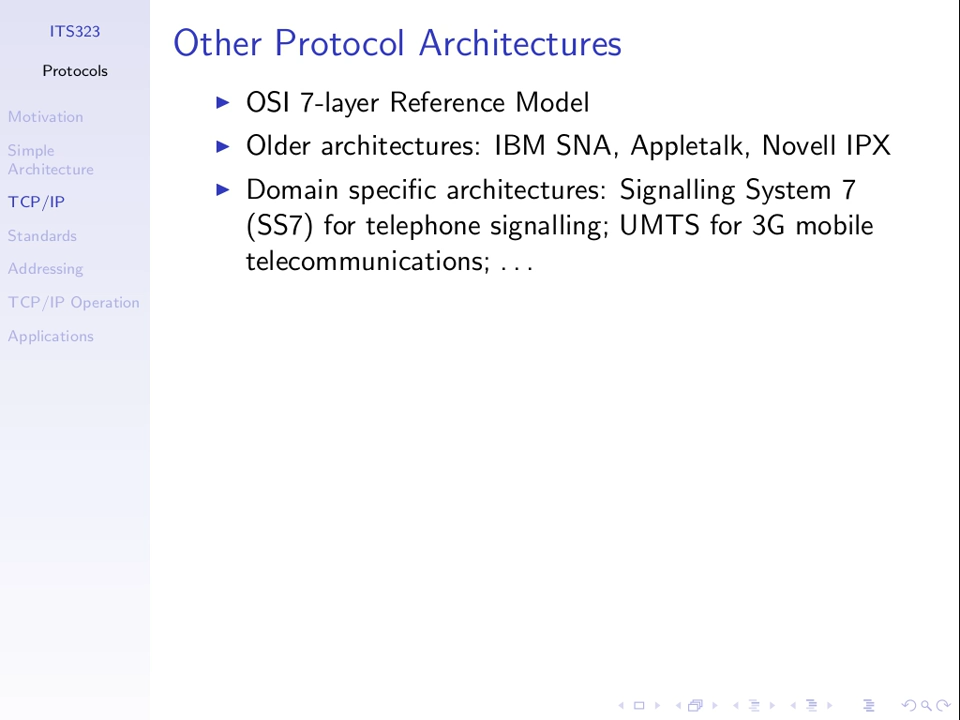 ITS323
Protocols
Motivation
Simple
Architecture
TCP/IP
Standards
Addressing
TCP/IP Operation
Applications
Other Protocol Architectures
OSI 7-layer Reference Model
Older architectures: IBM SNA, Appletalk, Novell IPX
Domain specific architectures: Signalling System 7
(SS7) for telephone signalling; UMTS for 3G mobile
telecommunications; . . .